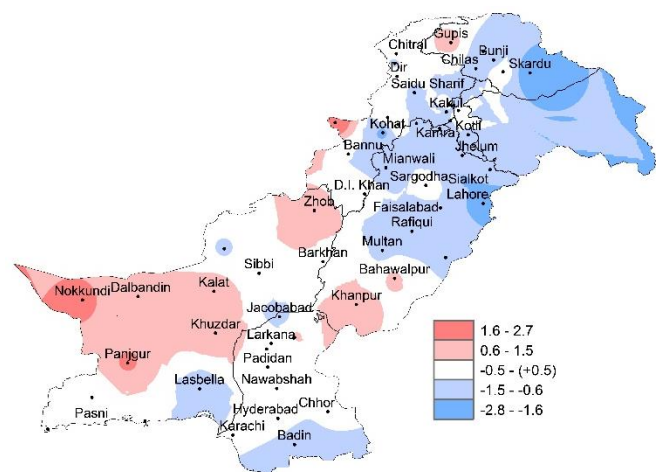 Gupis
Chitral
Bunji
Chilas
Skardu
Dir
Saidu Sharif
Kakul
Kohat
Kamra
Kotli
Bannu
Jhelum
Mianwali
Sargodha
Sialkot
D.I. Khan
Lahore
Zhob
Faisalabad
Rafiqui
Multan
Sibbi
Barkhan
Bahawalpur
Nokkundi
Dalbandin
Kalat
Khanpur
Jacobabad
Khuzdar
Larkana
Panjgur
Padidan
Lasbella
Nawabshah
Pasni
Hyderabad
Chhor
Karachi
Badin
1.6 - 2.7
0.6 - 1.5
-0.5 - (+0.5)
-1.5 - -0.6
-2.8 - -1.6